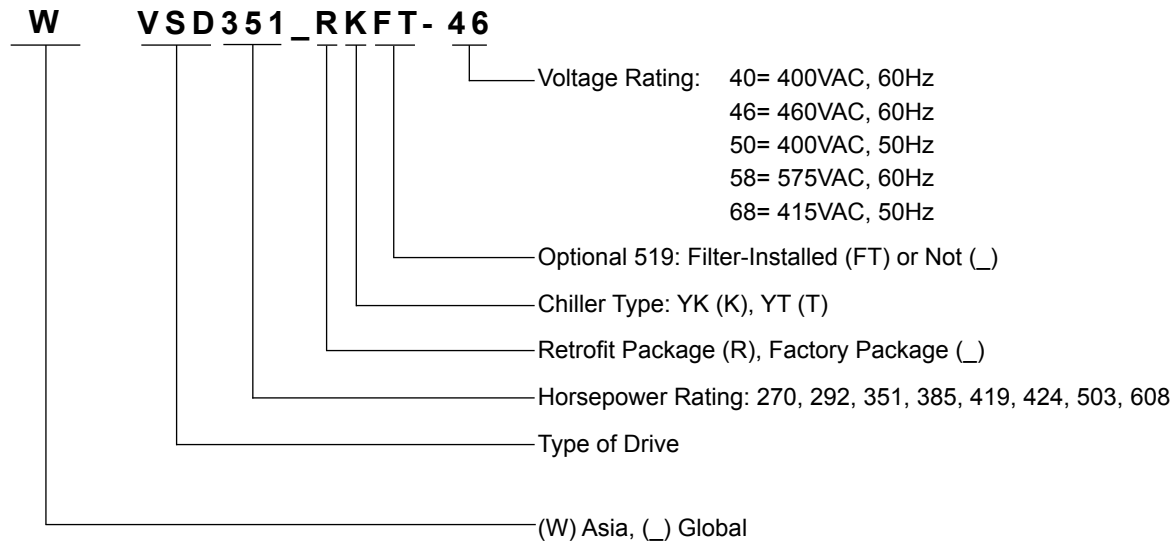 W VSD351_RKFT-46
Voltage Rating: 40= 400VAC, 60Hz
46= 460VAC, 60Hz
50= 400VAC, 50Hz
58= 575VAC, 60Hz
68= 415VAC, 50Hz
Optional 519: Filter-Installed (FT) or Not (_)
Chiller Type: YK (K), YT (T)
Retrofit Package (R), Factory Package (_)
Horsepower Rating: 270, 292, 351, 385, 419, 424, 503, 608
Type of Drive
(W) Asia, (_) Global